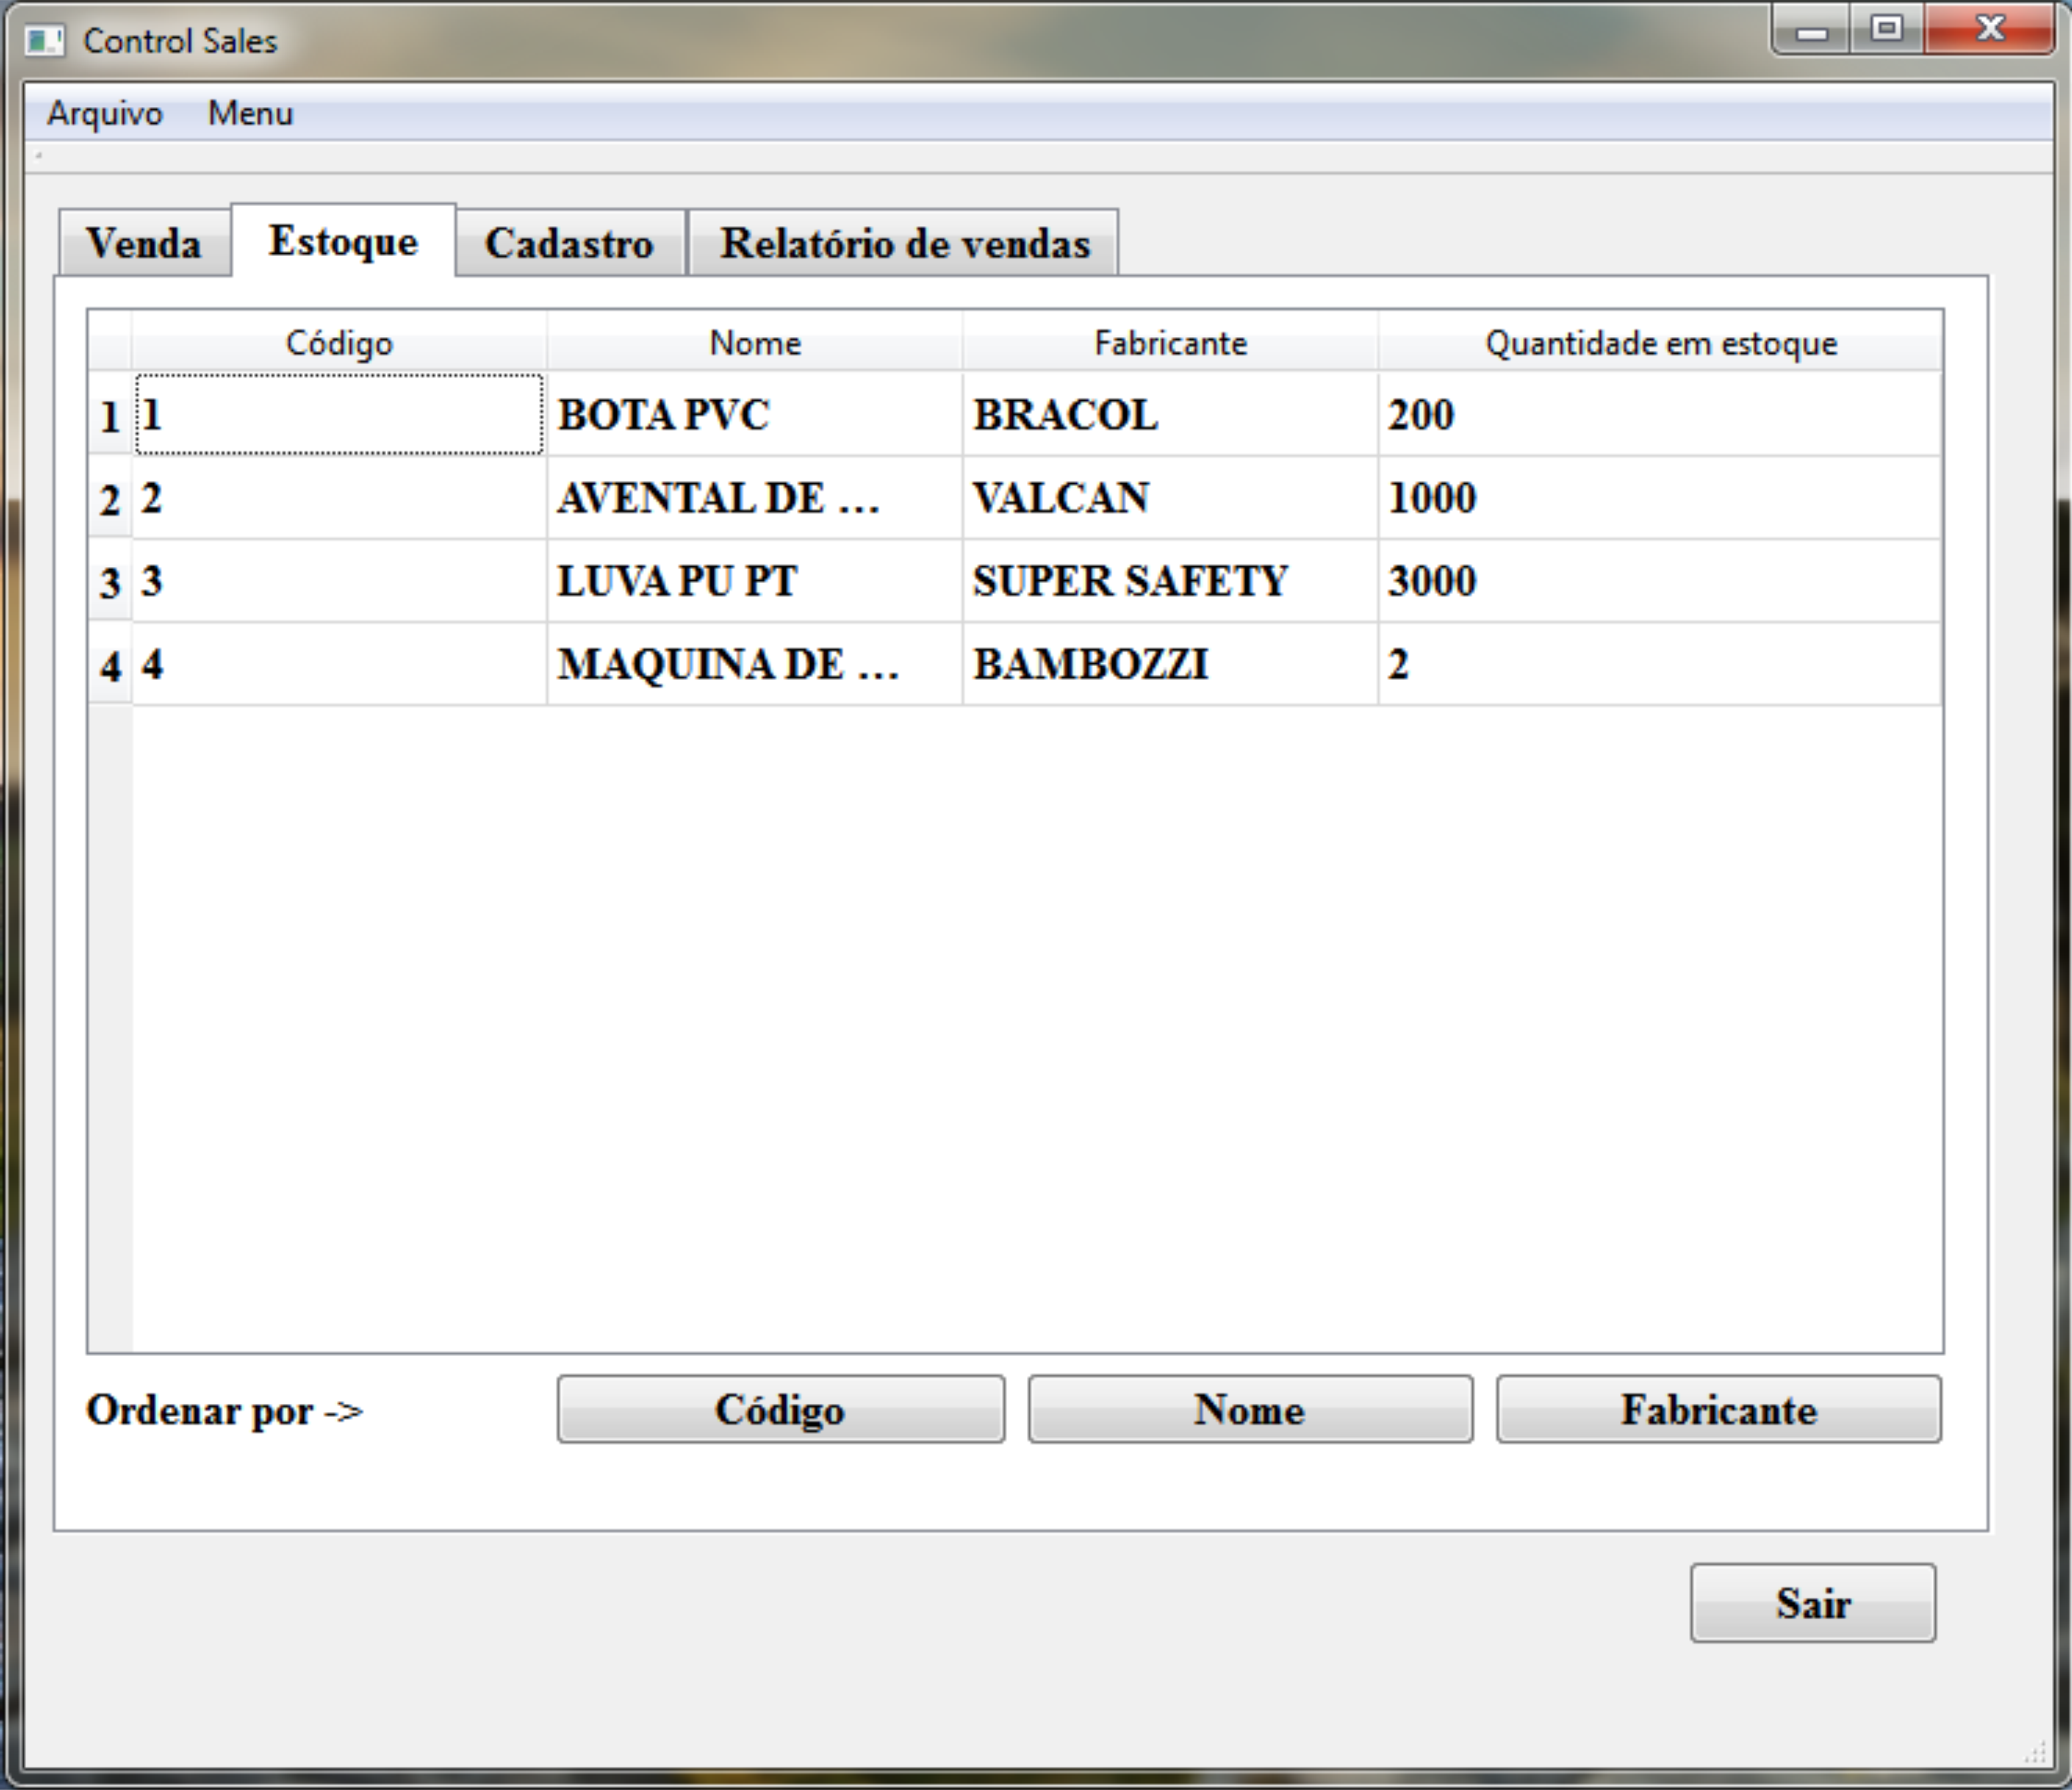 Control Sales
Arquivo Menu
Venda Estoque Cadastro Relatório de vendas
Código Nome Fabricante Quantidade em estoque
1 1 BOTA PVC BRACOL 200
2 2 AVENTAL DE ... VALCAN 1000
3 3 LUVA PU PT SUPER SAFETY 3000
4 4 MAQUINA DE ... BAMBOZZI 2
Ordenar por -> Código Nome Fabricante
Sair